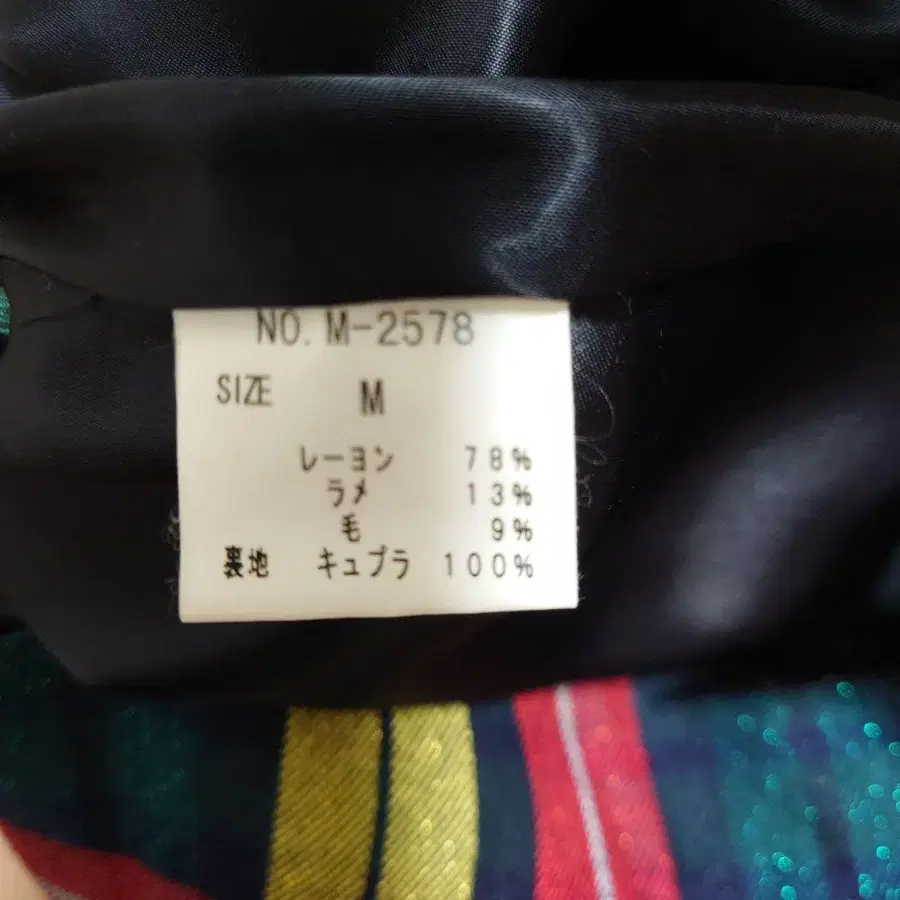 NO. M-2578
SIZE M
レーヨン 78%
ラメ 13%
毛 9%
裏地 キュプラ 100%